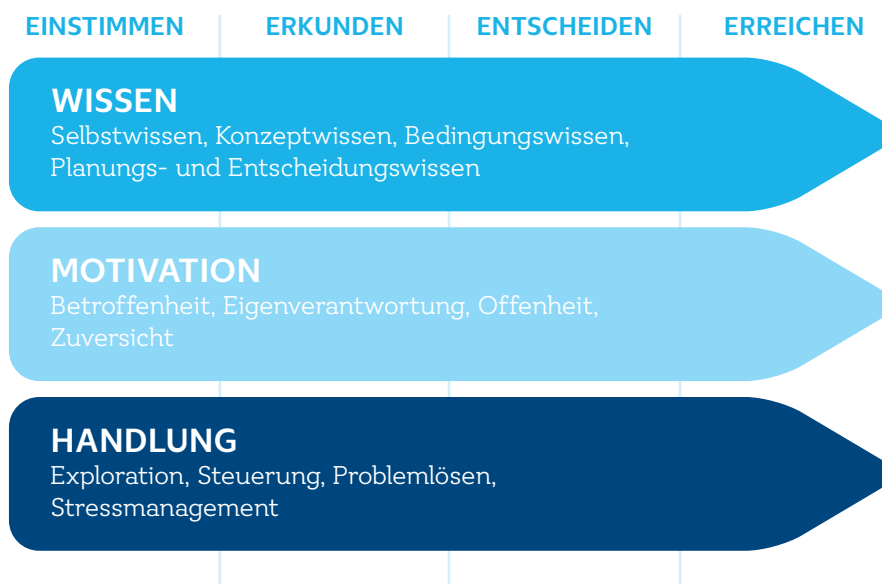 EINSTIMMEN ERKUNDEN ENTSCHEIDEN ERREICHEN
WISSEN
Selbstwissen, Konzeptwissen, Bedingungswissen,
Planungs- und Entscheidungswissen
MOTIVATION
Betroffenheit, Eigenverantwortung, Offenheit,
Zuversicht
HANDLUNG
Exploration, Steuerung, Problemlösen,
Stressmanagement